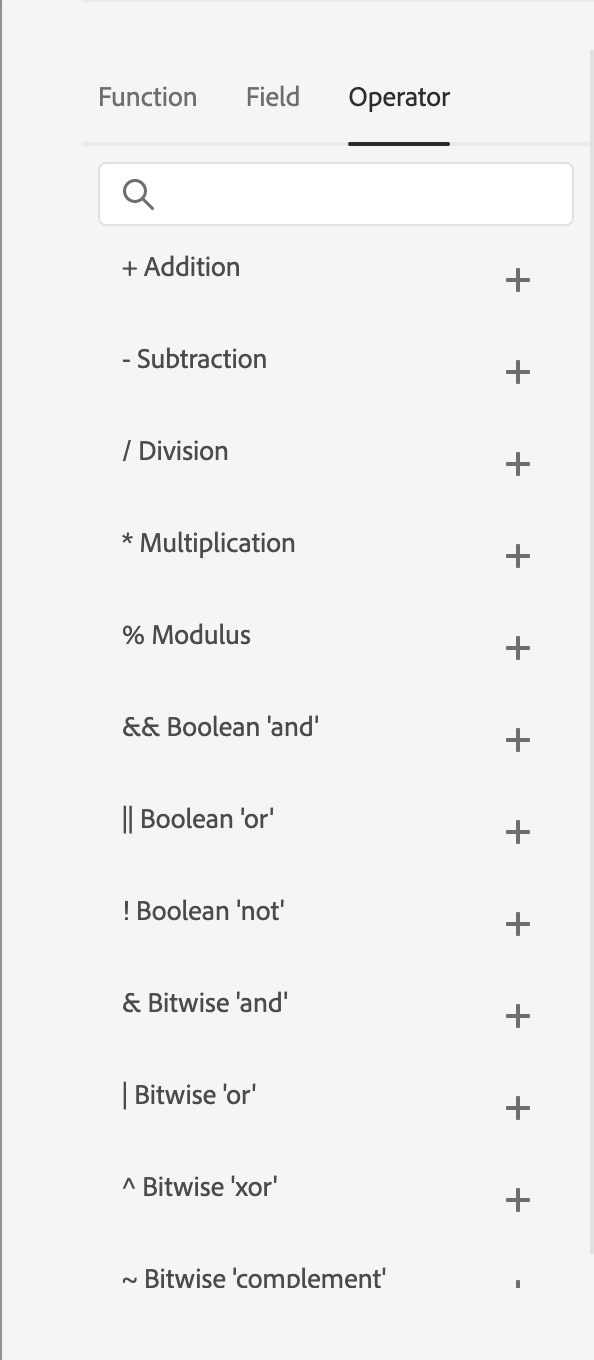 Function Field Operator
+ Addition
- Subtraction
/ Division
* Multiplication
% Modulus
&& Boolean 'and'
|| Boolean 'or'
! Boolean 'not'
& Bitwise 'and'
| Bitwise 'or'
^ Bitwise 'xor'
~ Bitwise 'complement'